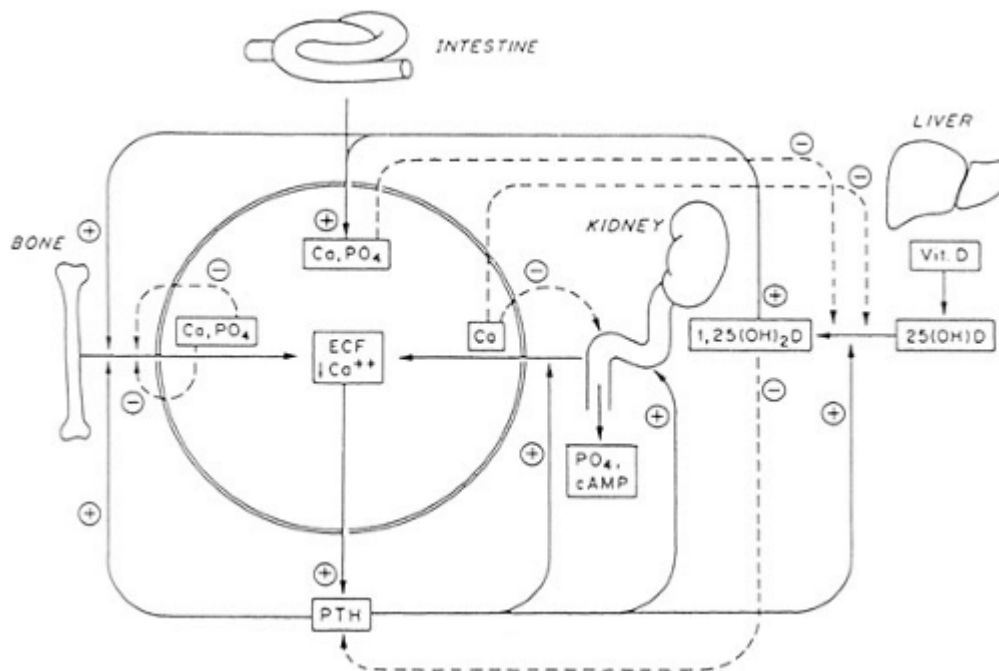 INTESTINE
LIVER
KIDNEY
BONE
Vit. D
Ca, PO₄
Ca, PO₄
Ca
ECF
↓Ca⁺⁺
1,25(OH)₂D
25(OH)D
PO₄,
cAMP
PTH
+
+
+
+
+
+
+
+
−
−
−
−
−
−